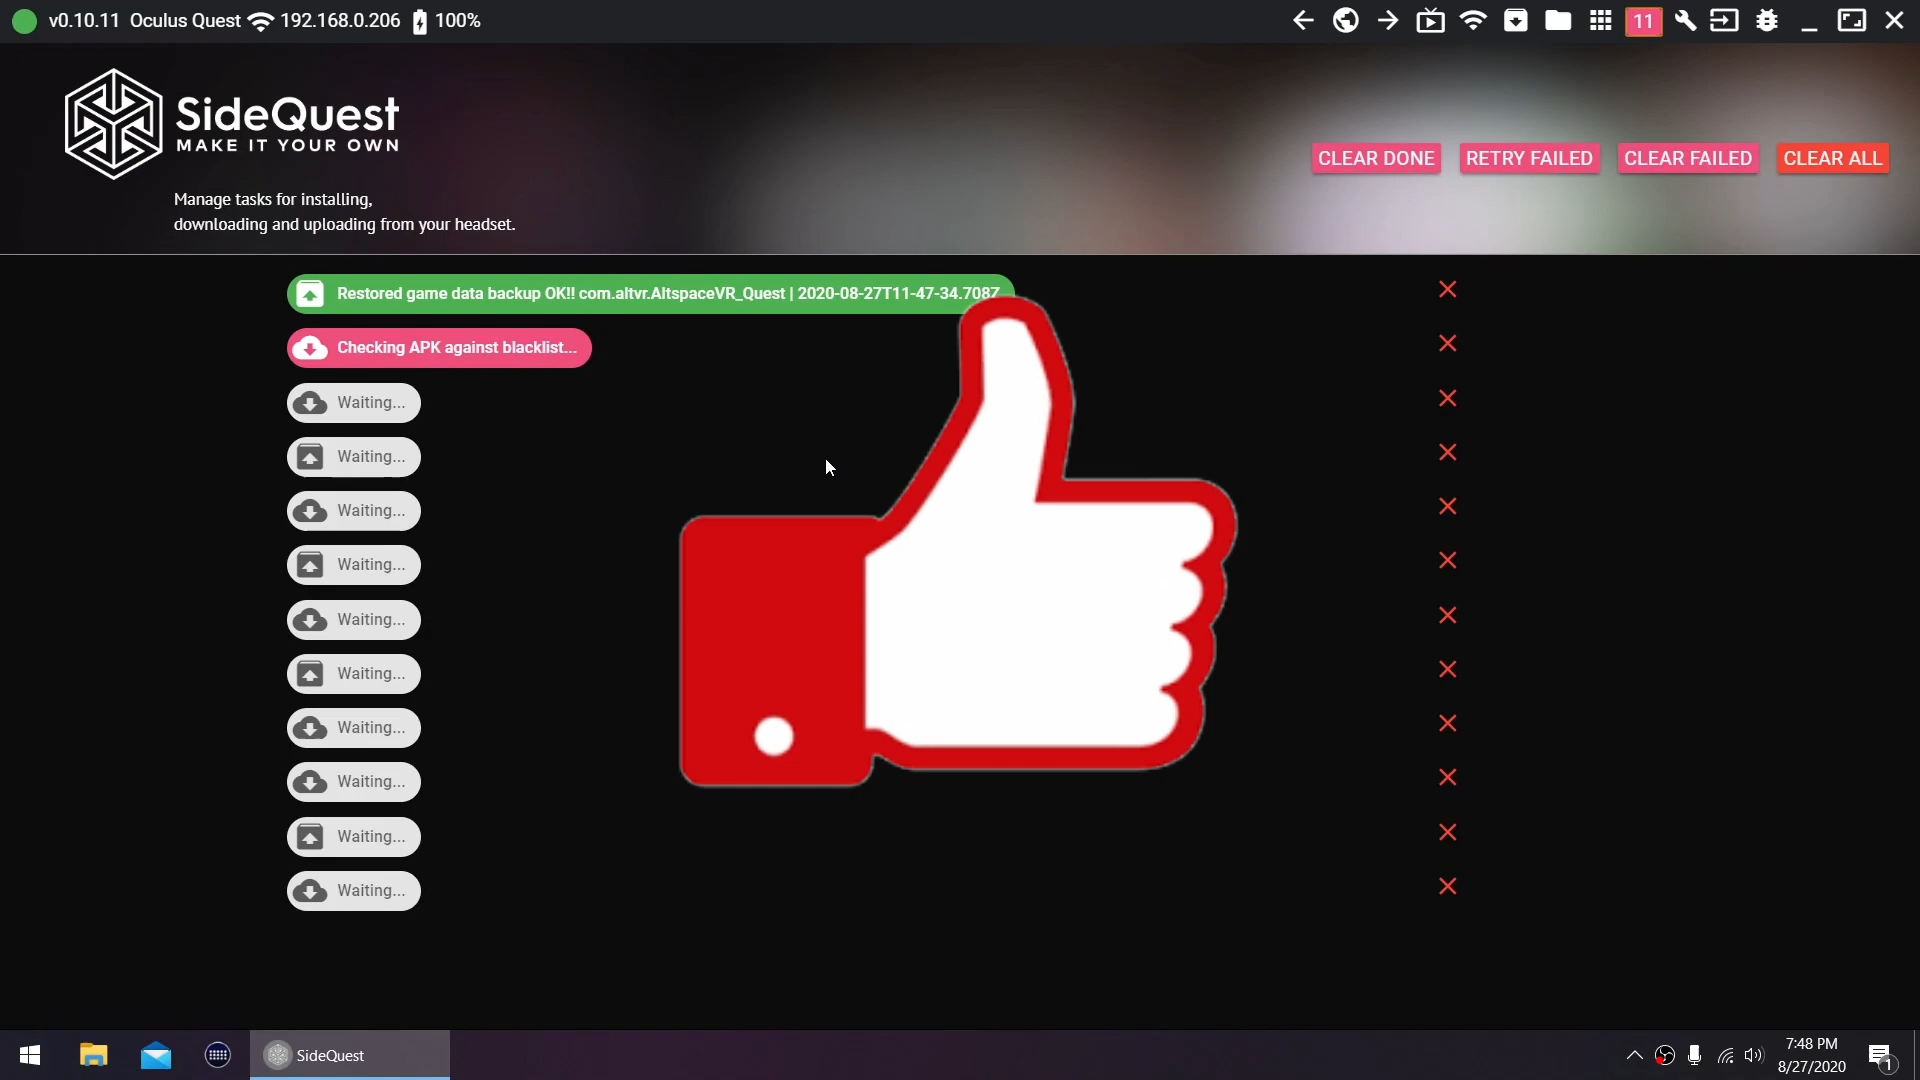 v0.10.11 Oculus Quest 192.168.0.206 100%
11
SideQuest
MAKE IT YOUR OWN
CLEAR DONE RETRY FAILED CLEAR FAILED CLEAR ALL
Manage tasks for installing,
downloading and uploading from your headset.
Restored game data backup OK!! com.altvr.AltspaceVR_Quest | 2020-08-27T11-47-34.708Z
Checking APK against blacklist...
Waiting...
Waiting...
Waiting...
Waiting...
Waiting...
Waiting...
Waiting...
Waiting...
Waiting...
Waiting...
SideQuest
7:48 PM
8/27/2020
1